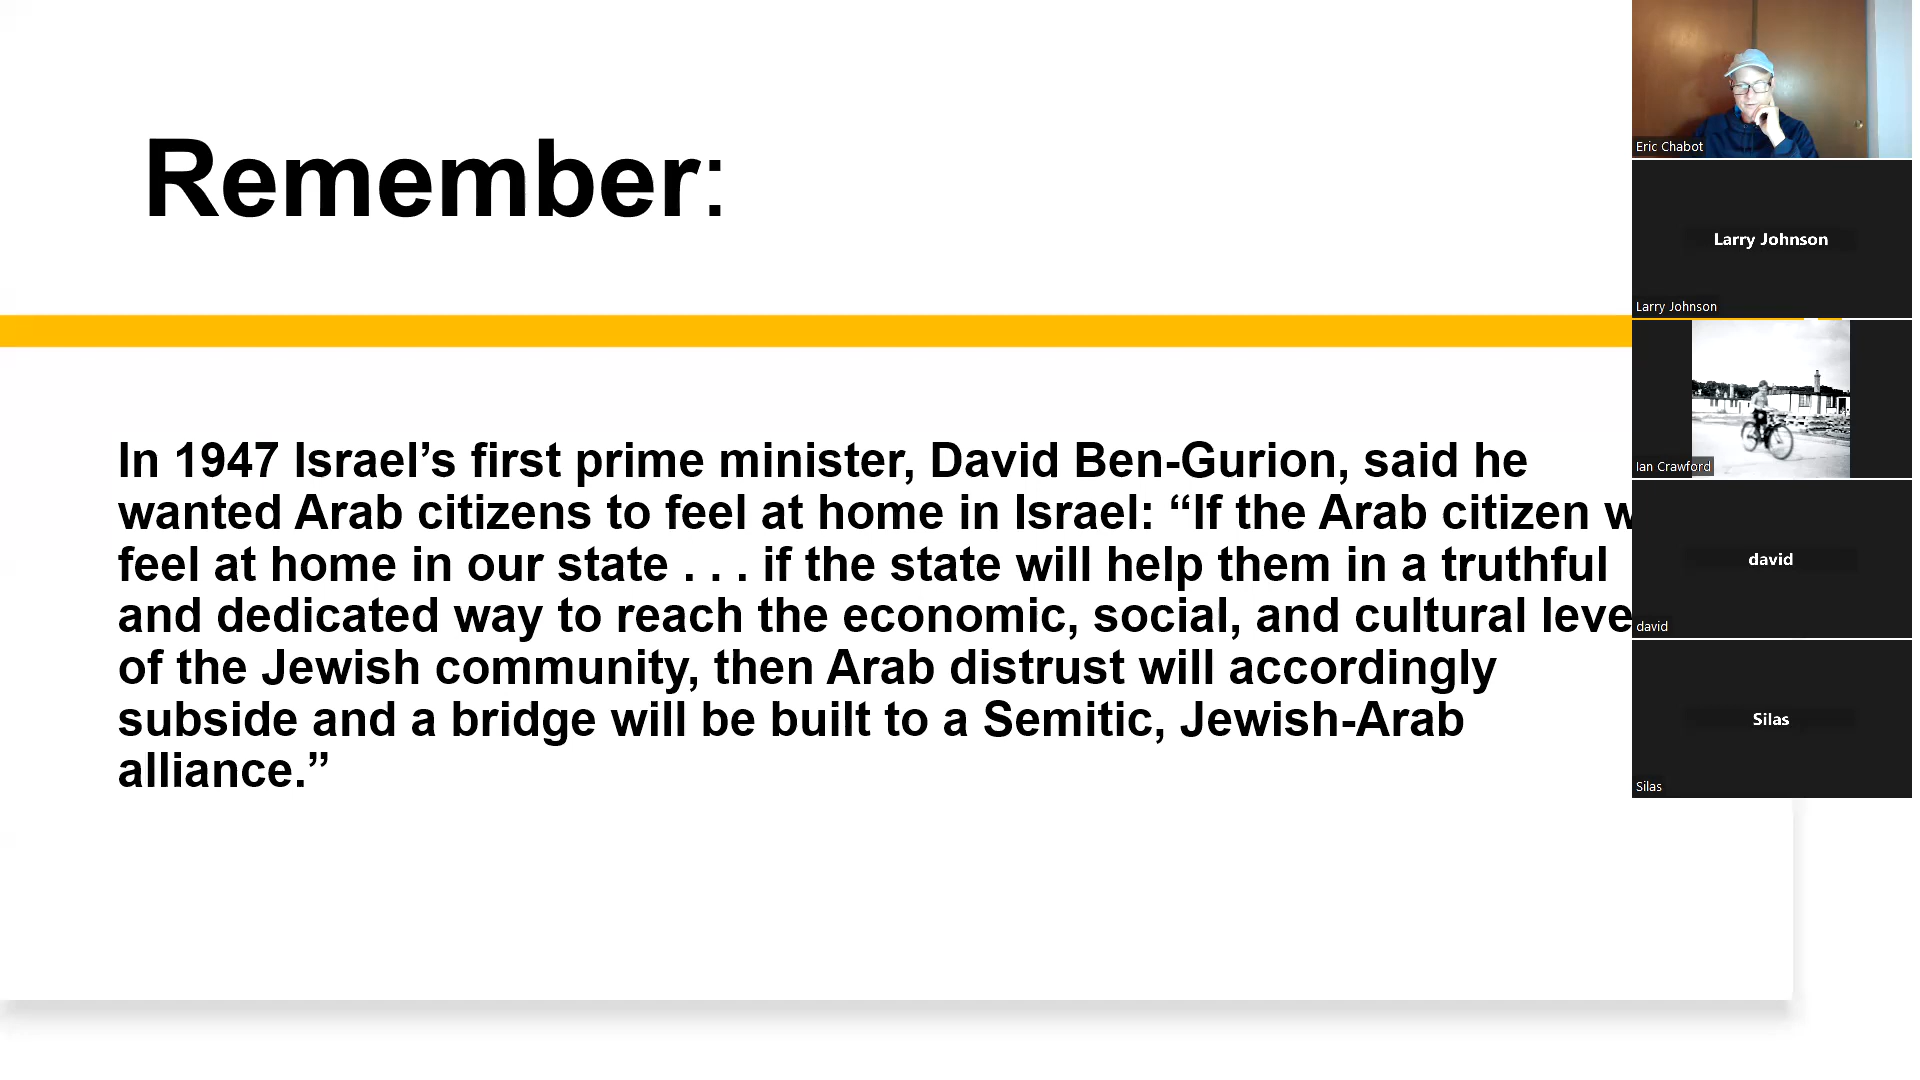 Remember:
In 1947 Israel’s first prime minister, David Ben-Gurion, said he
wanted Arab citizens to feel at home in Israel: “If the Arab citizen
feel at home in our state . . . if the state will help them in a truthful
and dedicated way to reach the economic, social, and cultural leve
of the Jewish community, then Arab distrust will accordingly
subside and a bridge will be built to a Semitic, Jewish-Arab
alliance.”
Eric Chabot
Larry Johnson
Larry Johnson
Ian Crawford
david
david
Silas
Silas